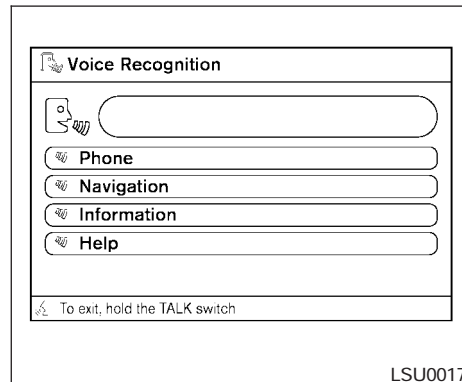 Voice Recognition
Phone
Navigation
Information
Help
To exit, hold the TALK switch
LSU0017